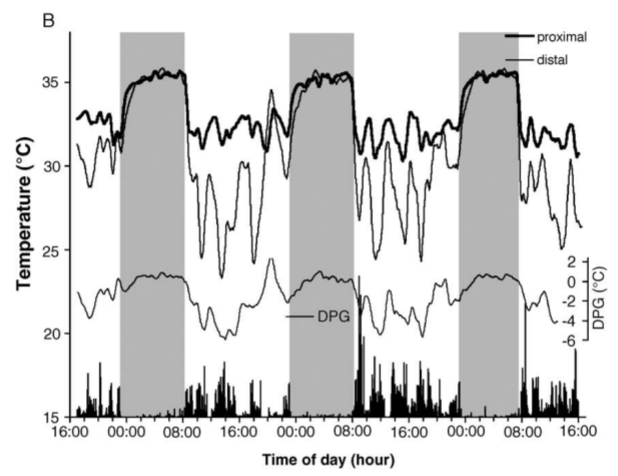 B
proximal
distal
35
30
25
20
15
Temperature (°C)
2
0
-2
-4
-6
DPG (°C)
DPG
16:00 00:00 08:00 16:00 00:00 08:00 16:00 00:00 08:00 16:00
Time of day (hour)